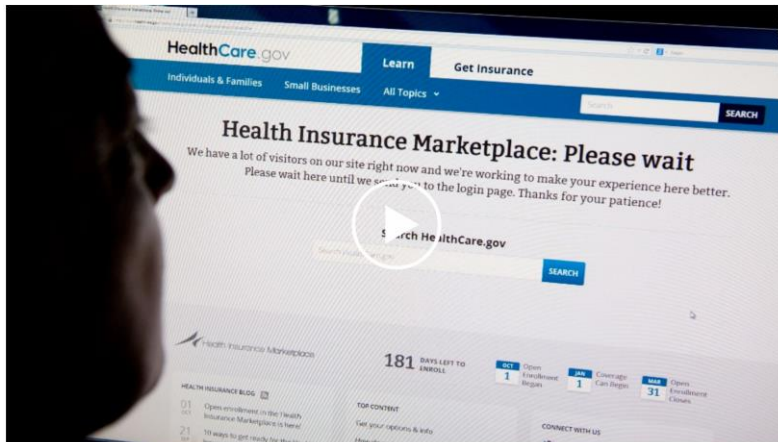 HealthCare.gov
Learn
Get Insurance
Individuals & Families
Small Businesses
All Topics
Search
SEARCH
Health Insurance Marketplace: Please wait
We have a lot of visitors on our site right now and we're working to make your experience here better.
Please wait here until we send you to the login page. Thanks for your patience!
Search HealthCare.gov
SEARCH
Health Insurance Marketplace
181 DAYS LEFT TO
ENROLL
OCT
1
Open
Enrollment
Began
JAN
1
Coverage
Can Begin
MAR
31
Open
Enrollment
Closes
HEALTH INSURANCE BLOG
01
OCT
Open enrollment in the Health
Insurance Marketplace is here!
21
10 ways to get ready for the
TOP CONTENT
Get your options & info
CONNECT WITH US